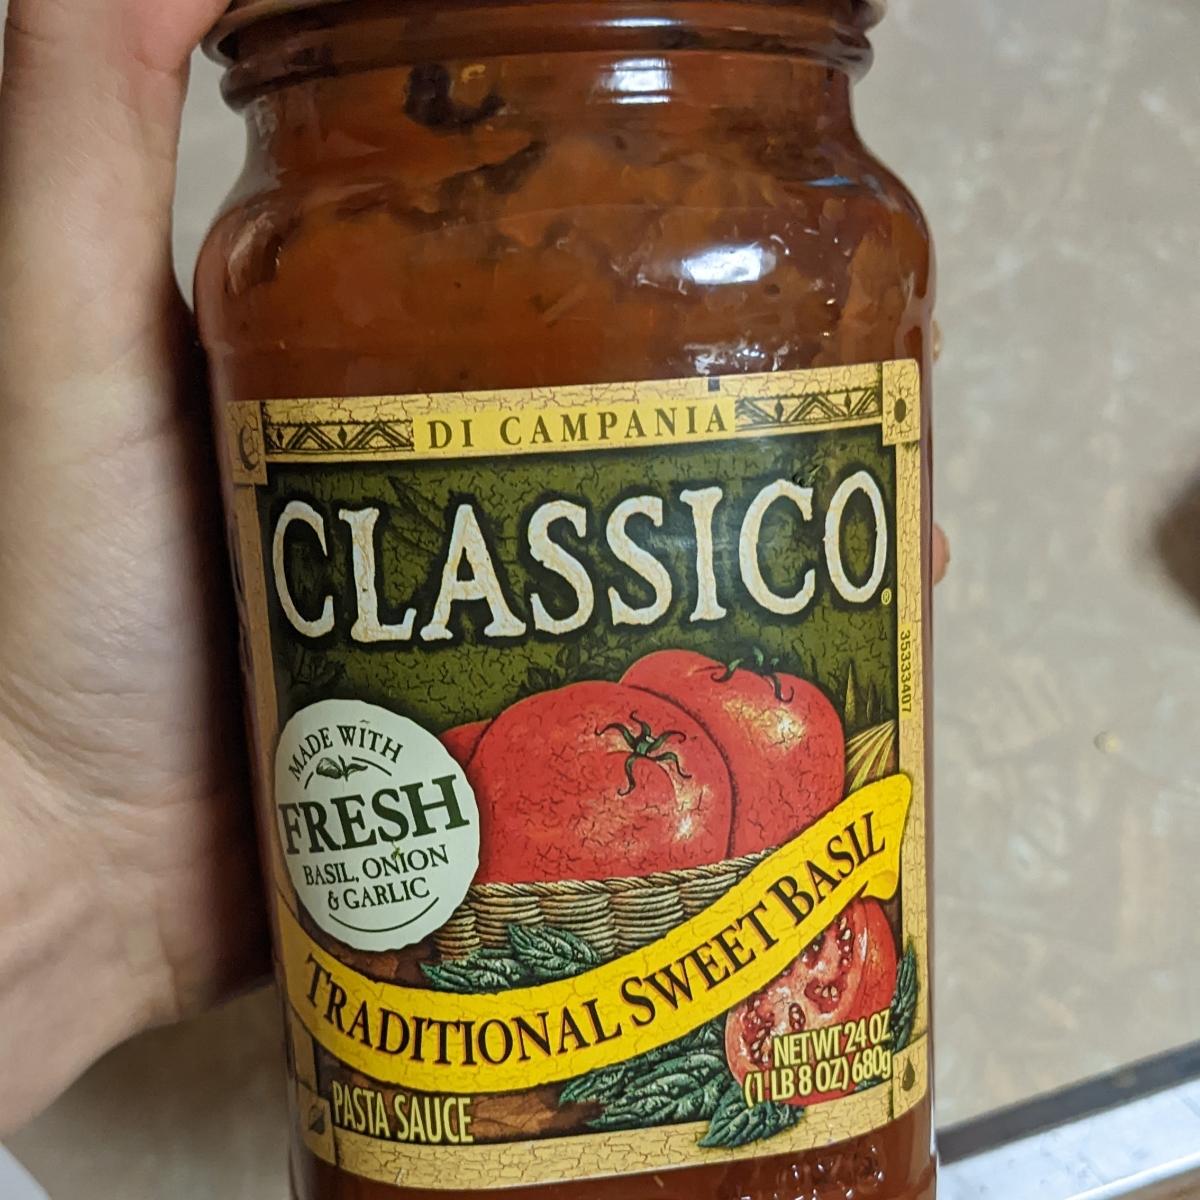 DI CAMPANIA
CLASSICO®
35333407
MADE WITH
FRESH
BASIL, ONION
& GARLIC
TRADITIONAL SWEET BASIL
NET WT 24 OZ
(1 LB 8 OZ) 680g
PASTA SAUCE